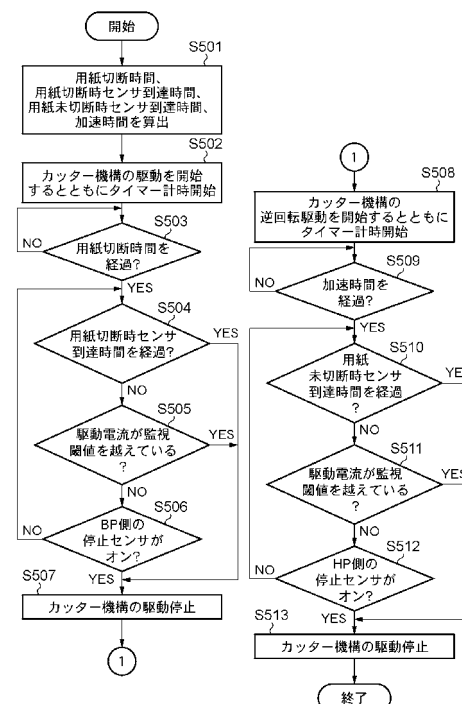 開始
S501
用紙切断時間、
用紙切断時センサ到達時間、
用紙未切断時センサ到達時間、
加速時間を算出
S502
カッター機構の駆動を開始
するとともにタイマー計時開始
S503
用紙切断時間を
経過?
NO
YES
S504
用紙切断時センサ
到達時間を経過?
YES
NO
S505
駆動電流が監視
閾値を越えている
?
YES
NO
S506
BP側の
停止センサが
オン?
NO
YES
S507
カッター機構の駆動停止
1
1
S508
カッター機構の
逆回転駆動を開始するとともに
タイマー計時開始
S509
加速時間を
経過?
NO
YES
S510
用紙
未切断時センサ
到達時間を経過
?
YES
NO
S511
駆動電流が監視
閾値を越えている
?
YES
NO
S512
HP側の
停止センサが
オン?
NO
YES
S513
カッター機構の駆動停止
終了